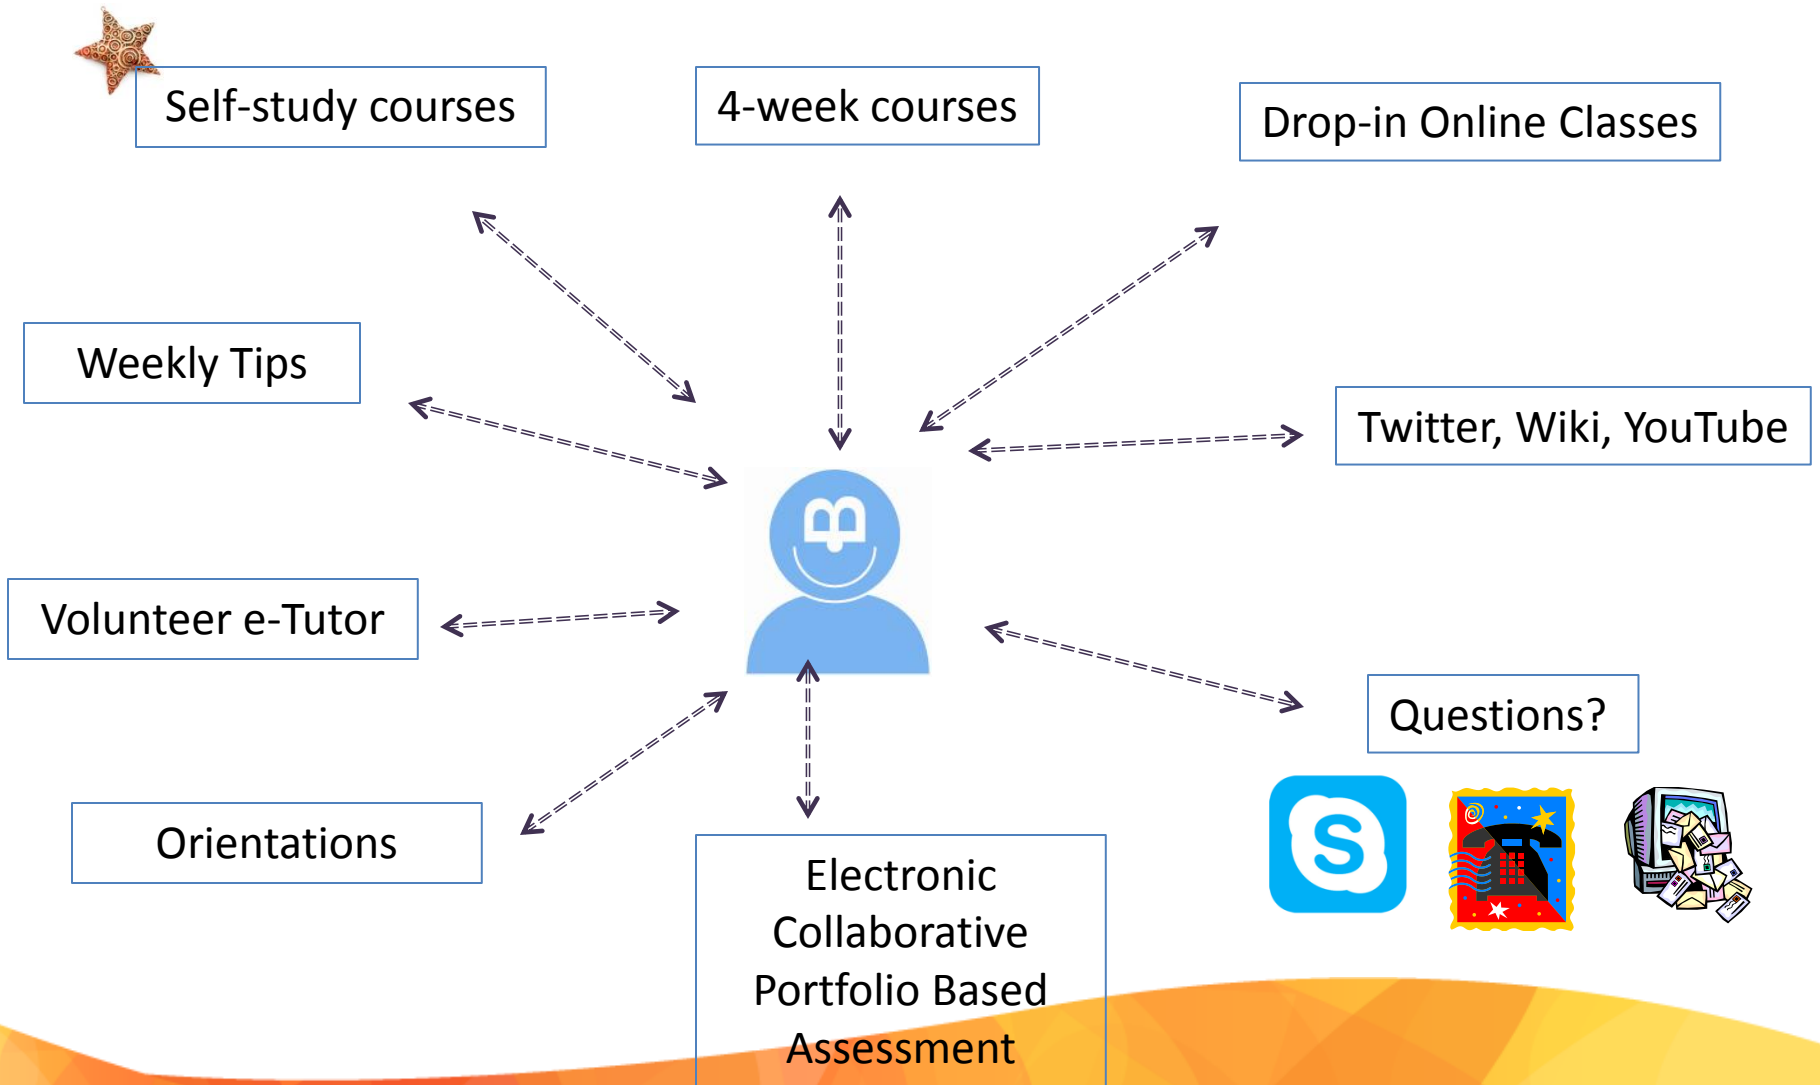 Self-study courses
4-week courses
Drop-in Online Classes
Weekly Tips
Twitter, Wiki, YouTube
Volunteer e-Tutor
Questions?
Orientations
Electronic
Collaborative
Portfolio Based
Assessment